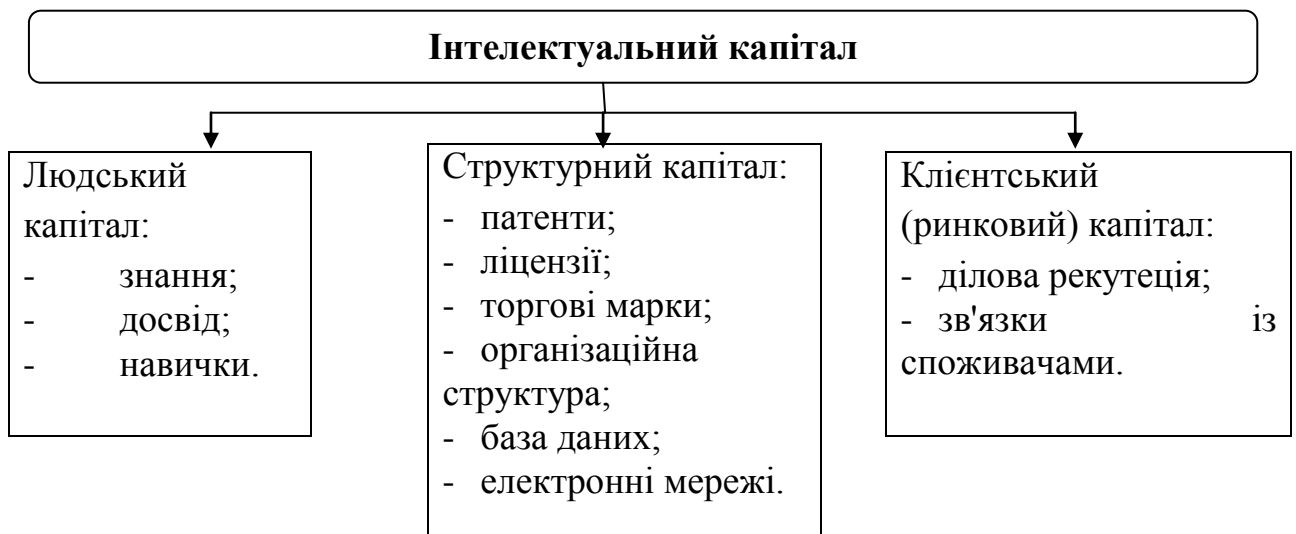 Інтелектуальний капітал
Людський
капітал:
- знання;
- досвід;
- навички.
Структурний капітал:
- патенти;
- ліцензії;
- торгові марки;
- організаційна
структура;
- база даних;
- електронні мережі.
Клієнтський
(ринковий) капітал:
- ділова рекутеція;
- зв'язки із
споживачами.